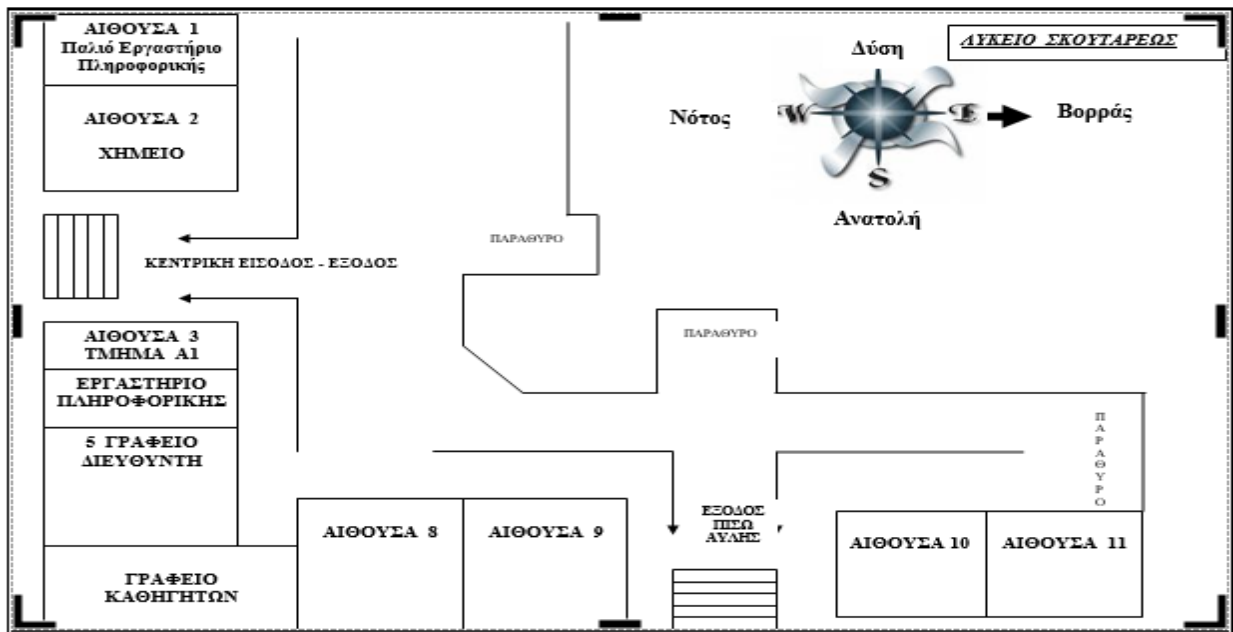 ΑΙΘΟΥΣΑ 1
Παλιό Εργαστήριο
Πληροφορικής
ΑΙΘΟΥΣΑ 2
ΧΗΜΕΙΟ
ΚΕΝΤΡΙΚΗ ΕΙΣΟΔΟΣ - ΕΞΟΔΟΣ
ΑΙΘΟΥΣΑ 3
ΤΜΗΜΑ Α1
ΕΡΓΑΣΤΗΡΙΟ
ΠΛΗΡΟΦΟΡΙΚΗΣ
5 ΓΡΑΦΕΙΟ
ΔΙΕΥΘΥΝΤΗ
ΓΡΑΦΕΙΟ
ΚΑΘΗΓΗΤΩΝ
ΑΙΘΟΥΣΑ 8
ΑΙΘΟΥΣΑ 9
ΕΞΟΔΟΣ
ΠΙΣΩ
ΑΥΛΗΣ
ΑΙΘΟΥΣΑ 10
ΑΙΘΟΥΣΑ 11
ΠΑΡΑΘΥΡΟ
ΠΑΡΑΘΥΡΟ
ΠΑΡΑΘΥΡΟ
ΛΥΚΕΙΟ ΣΚΟΥΤΑΡΕΩΣ
Δύση
Νότος
W
E
Βορράς
S
Ανατολή